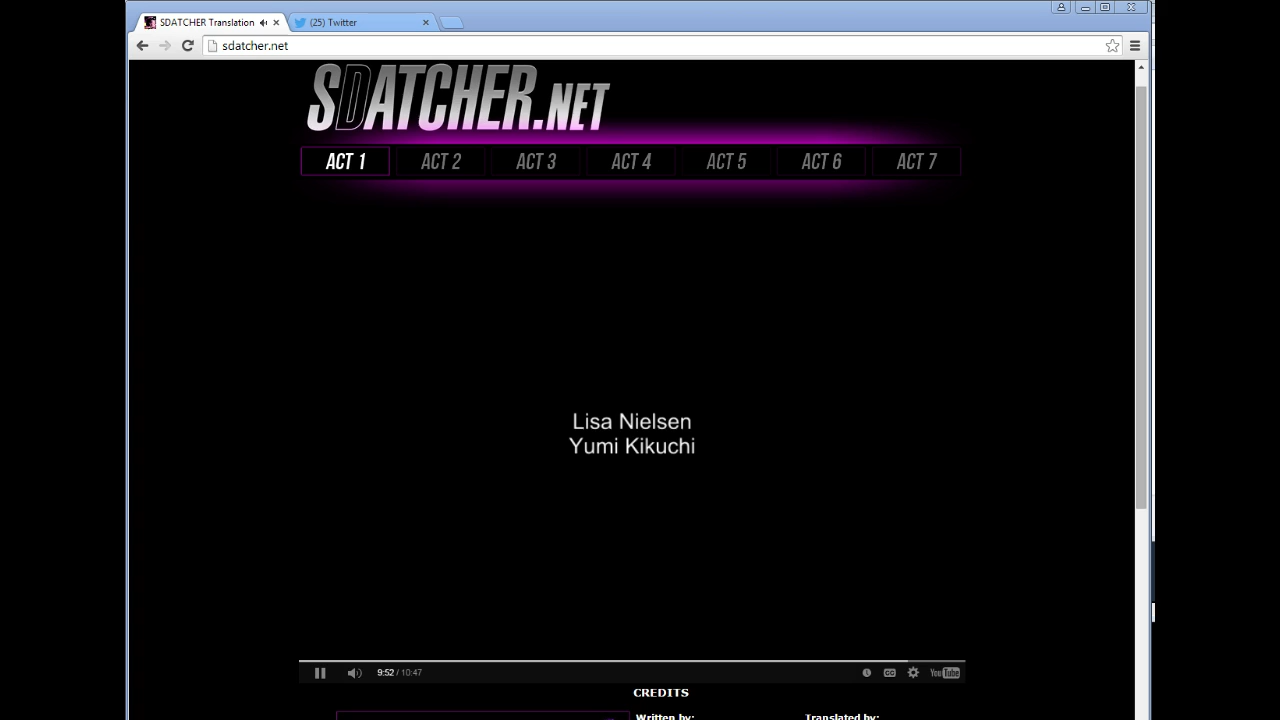 SDATCHER Translation
(25) Twitter
sdatcher.net
SDATCHER.NET
ACT 1 ACT 2 ACT 3 ACT 4 ACT 5 ACT 6 ACT 7
Lisa Nielsen
Yumi Kikuchi
9:52 / 10:47
CC
YouTube
CREDITS
Written by:
Translated by: